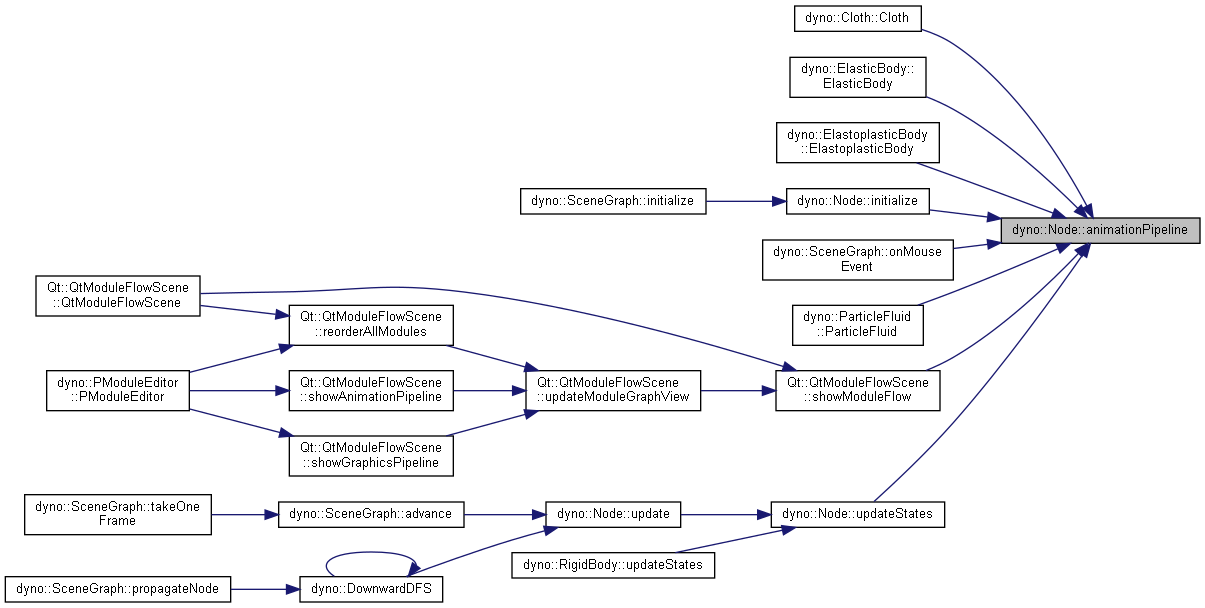 dyno::Cloth::Cloth
dyno::ElasticBody::
ElasticBody
dyno::ElastoplasticBody
::ElastoplasticBody
dyno::SceneGraph::initialize
dyno::Node::initialize
dyno::Node::animationPipeline
dyno::SceneGraph::onMouse
Event
Qt::QtModuleFlowScene
::QtModuleFlowScene
Qt::QtModuleFlowScene
::reorderAllModules
dyno::ParticleFluid
::ParticleFluid
dyno::PModuleEditor
::PModuleEditor
Qt::QtModuleFlowScene
::showAnimationPipeline
Qt::QtModuleFlowScene
::updateModuleGraphView
Qt::QtModuleFlowScene
::showModuleFlow
Qt::QtModuleFlowScene
::showGraphicsPipeline
dyno::SceneGraph::takeOne
Frame
dyno::SceneGraph::advance
dyno::Node::update
dyno::Node::updateStates
dyno::RigidBody::updateStates
dyno::SceneGraph::propagateNode
dyno::DownwardDFS